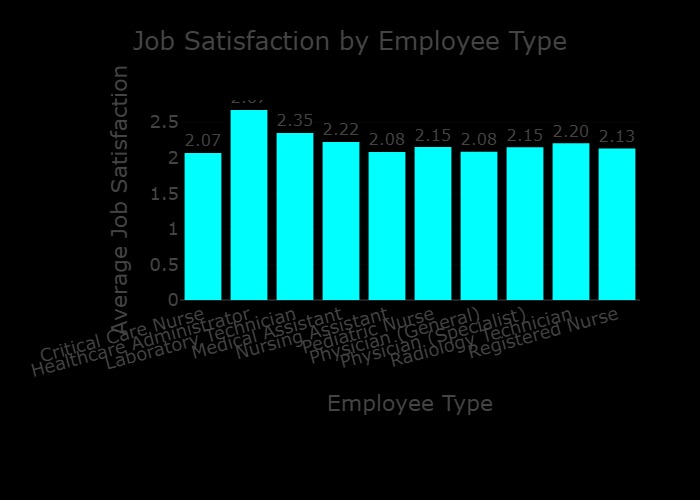 Job Satisfaction by Employee Type
Average Job Satisfaction
2.5
2
1.5
1
0.5
0
2.07
2.67
2.35
2.22
2.08
2.15
2.08
2.15
2.20
2.13
Critical Care Nurse
Healthcare Administrator
Laboratory Technician
Medical Assistant
Nursing Assistant
Pediatric Nurse
Physician (General)
Physician (Specialist)
Radiology Technician
Registered Nurse
Employee Type